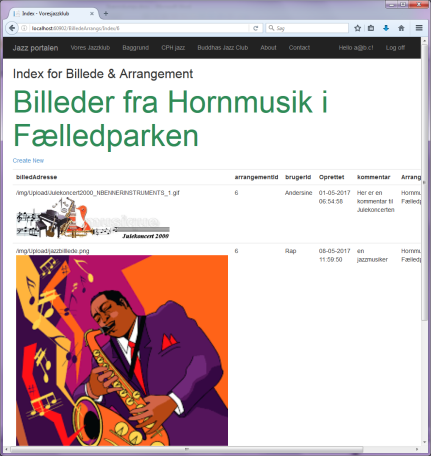 Index - Voresjazzklub
localhost:60902/BilledeArrangs/Index/6
Søg
Jazz portalen Vores Jazzklub Baggrund CPH jazz Buddhas Jazz Club About Contact Hello a@b.c1 Log off
Index for Billede & Arrangement
Billeder fra Hornmusik i
Fælledparken
Create New
billedAdresse arrangementId brugerId Oprettet kommentar Arrang
/img/Upload/Julekoncert2000_NBENNERINSTRUMENTS_1.gif 6 Andersine 01-05-2017 Her er en Hornmu
06:54:58 kommentar til Fælledp
Julekoncerten
Julekoncert 2000
/img/Upload/jazzbillede.png 6 Rap 08-05-2017 en Hornmu
11:59:50 jazzmusiker Fælledp